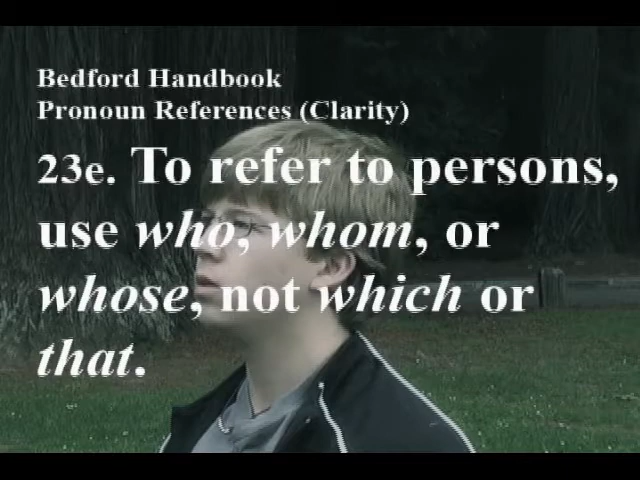 Bedford Handbook
Pronoun References (Clarity)
23e. To refer to persons,
use who, whom, or
whose, not which or
that.